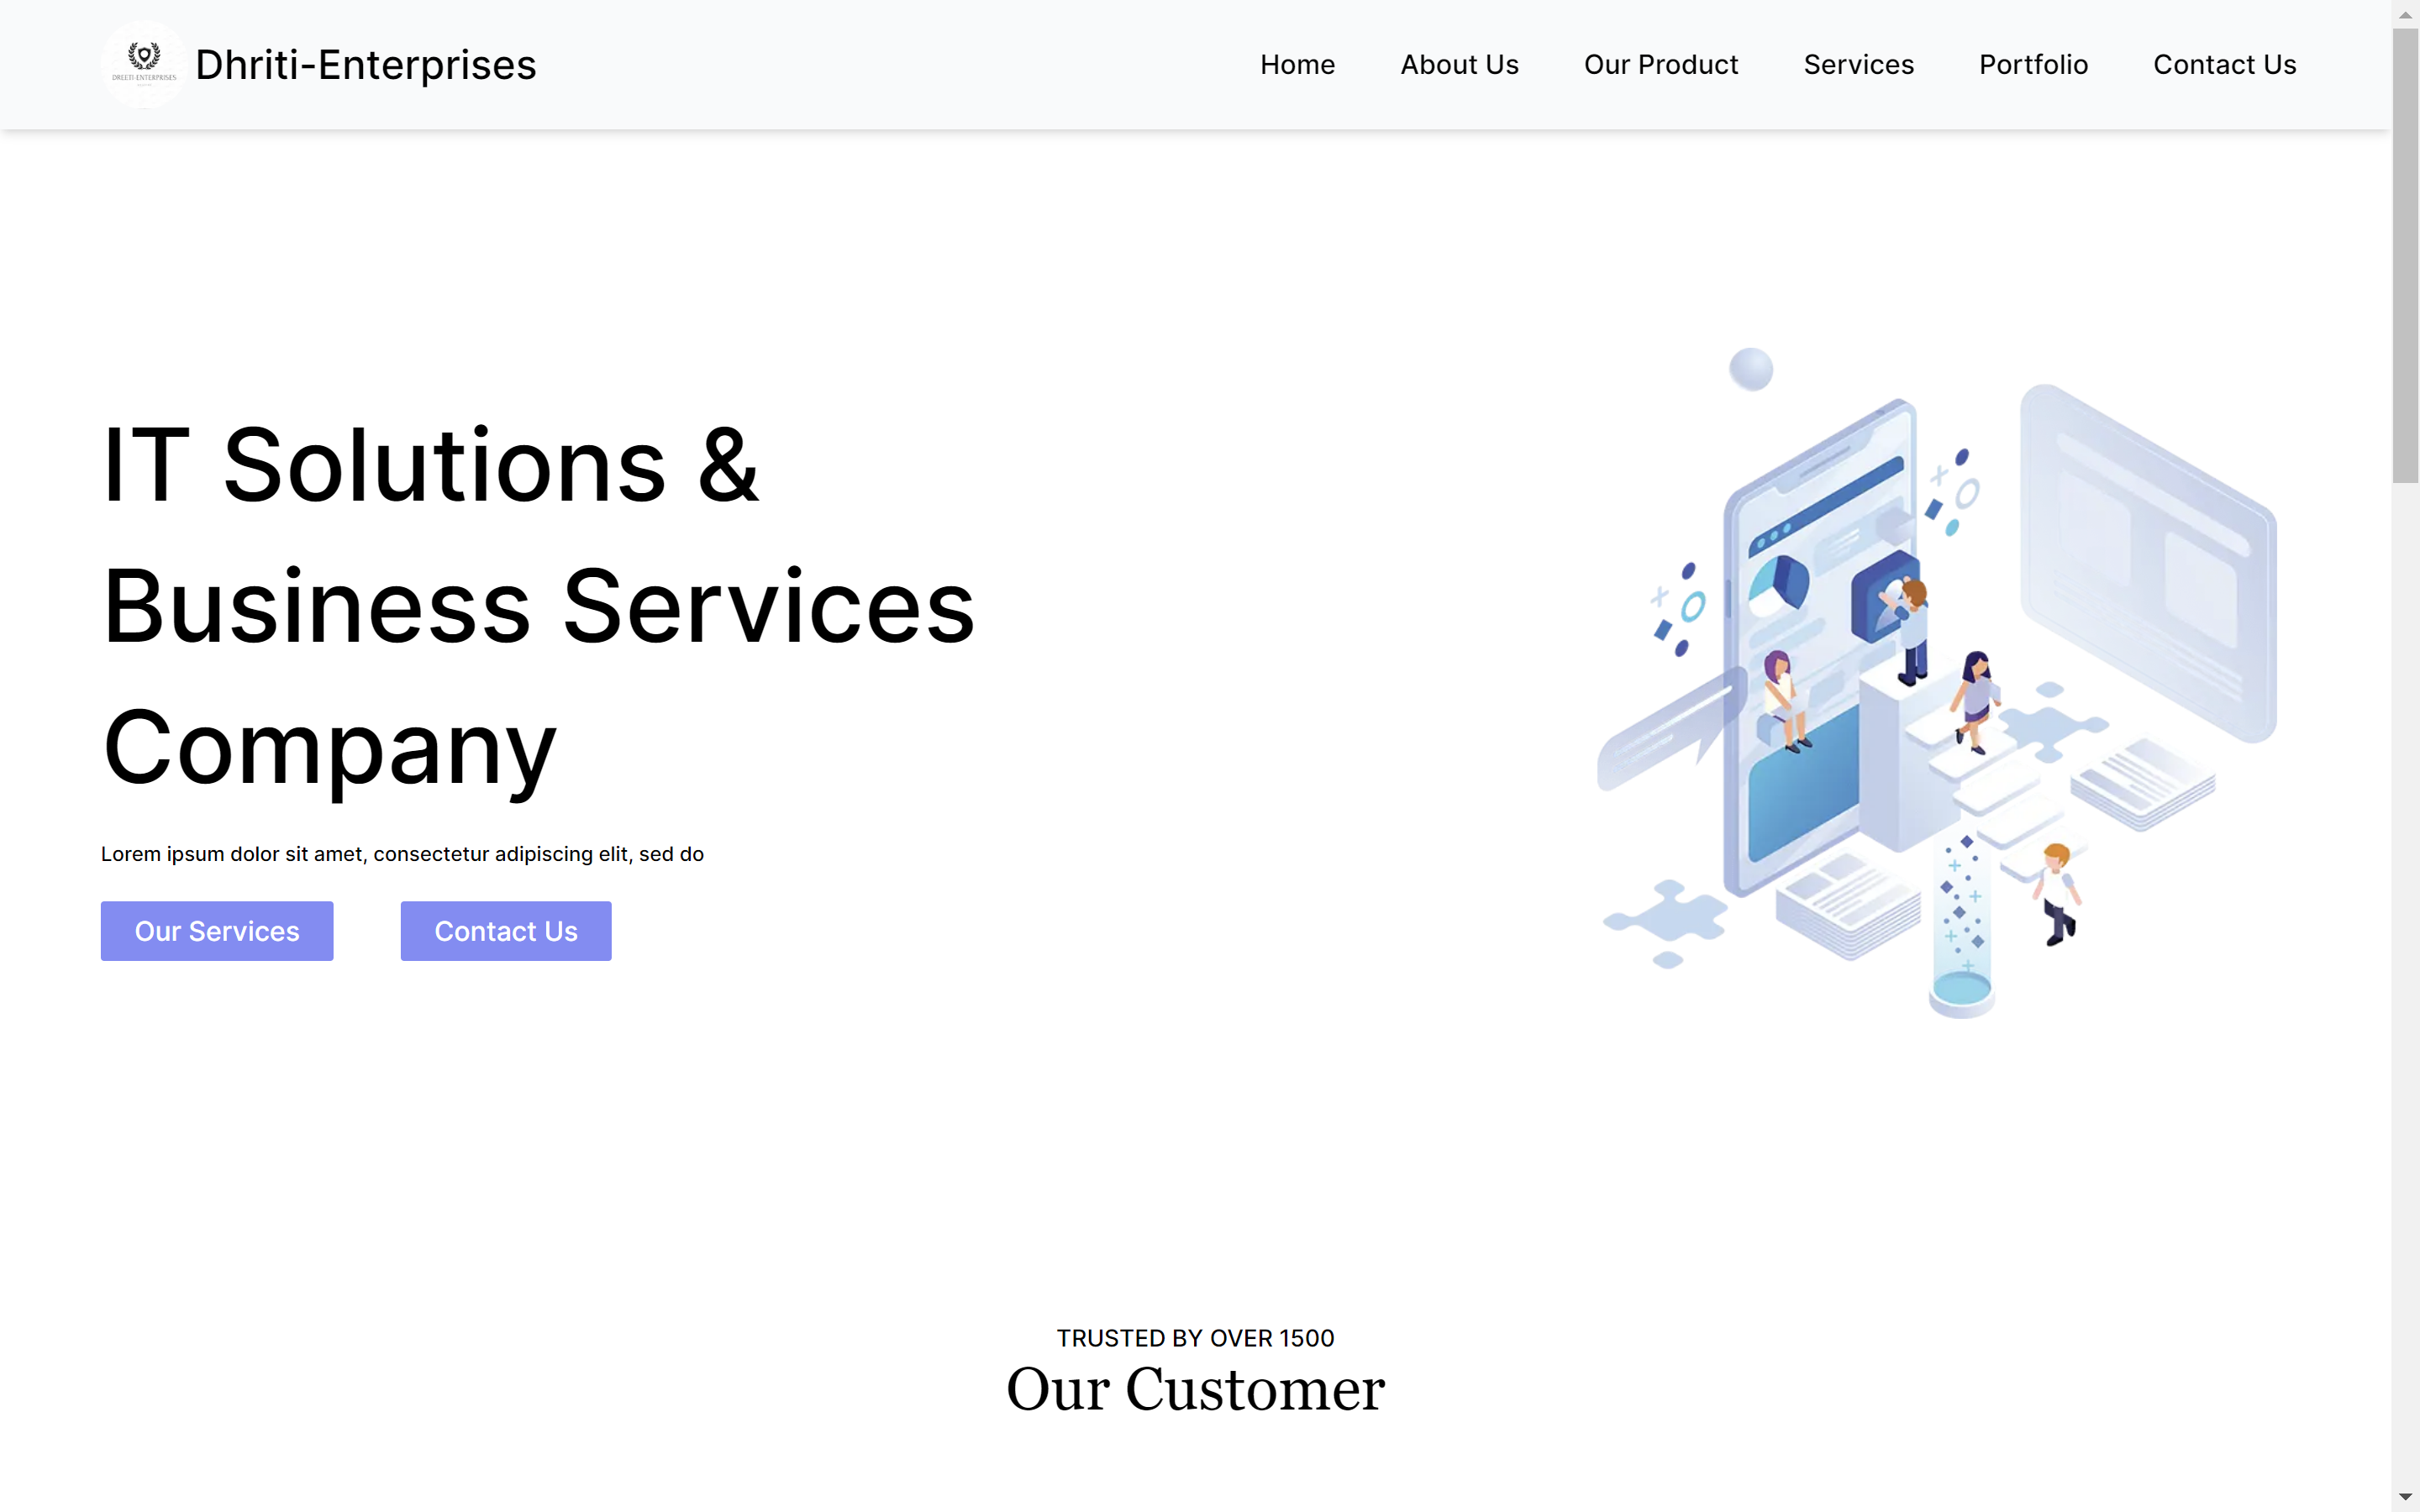 DREETI-ENTERPRISES
Dhriti-Enterprises
Home
About Us
Our Product
Services
Portfolio
Contact Us
IT Solutions &
Business Services
Company
Lorem ipsum dolor sit amet, consectetur adipiscing elit, sed do
Our Services
Contact Us
TRUSTED BY OVER 1500
Our Customer